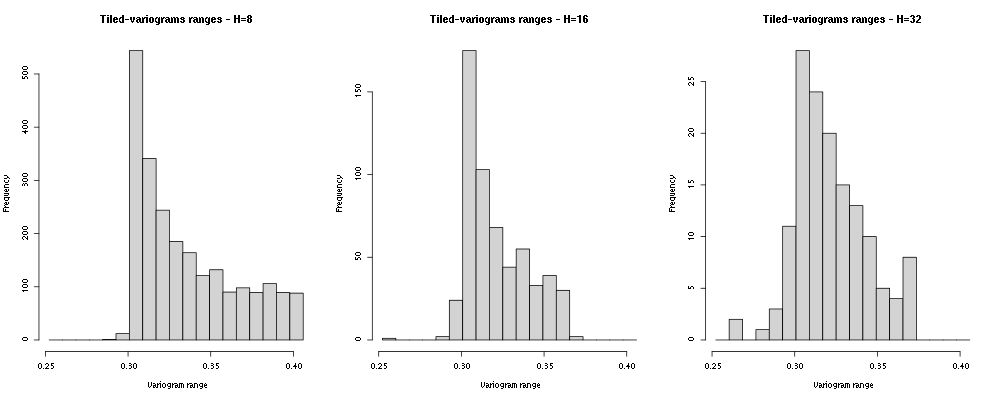 Tiled-variograms ranges - H=8
Frequency
500
400
300
200
100
0
0.25 0.30 0.35 0.40
Variogram range
Tiled-variograms ranges - H=16
Frequency
150
100
50
0
0.25 0.30 0.35 0.40
Variogram range
Tiled-variograms ranges - H=32
Frequency
25
20
15
10
5
0
0.25 0.30 0.35 0.40
Variogram range